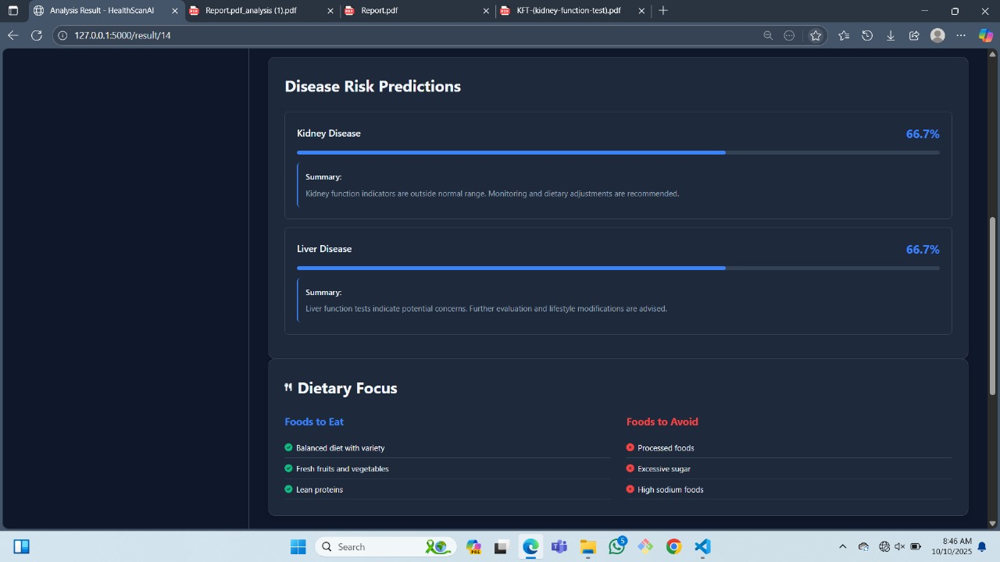 Analysis Result - HealthScanAI
Report.pdf_analysis (1).pdf
Report.pdf
KFT-(kidney-function-test).pdf
127.0.0.1:5000/result/14
Disease Risk Predictions
Kidney Disease
66.7%
Summary:
Kidney function indicators are outside normal range. Monitoring and dietary adjustments are recommended.
Liver Disease
66.7%
Summary:
Liver function tests indicate potential concerns. Further evaluation and lifestyle modifications are advised.
Dietary Focus
Foods to Eat
Balanced diet with variety
Fresh fruits and vegetables
Lean proteins
Foods to Avoid
Processed foods
Excessive sugar
High sodium foods
Search
PRE
5
8:46 AM
10/10/2025